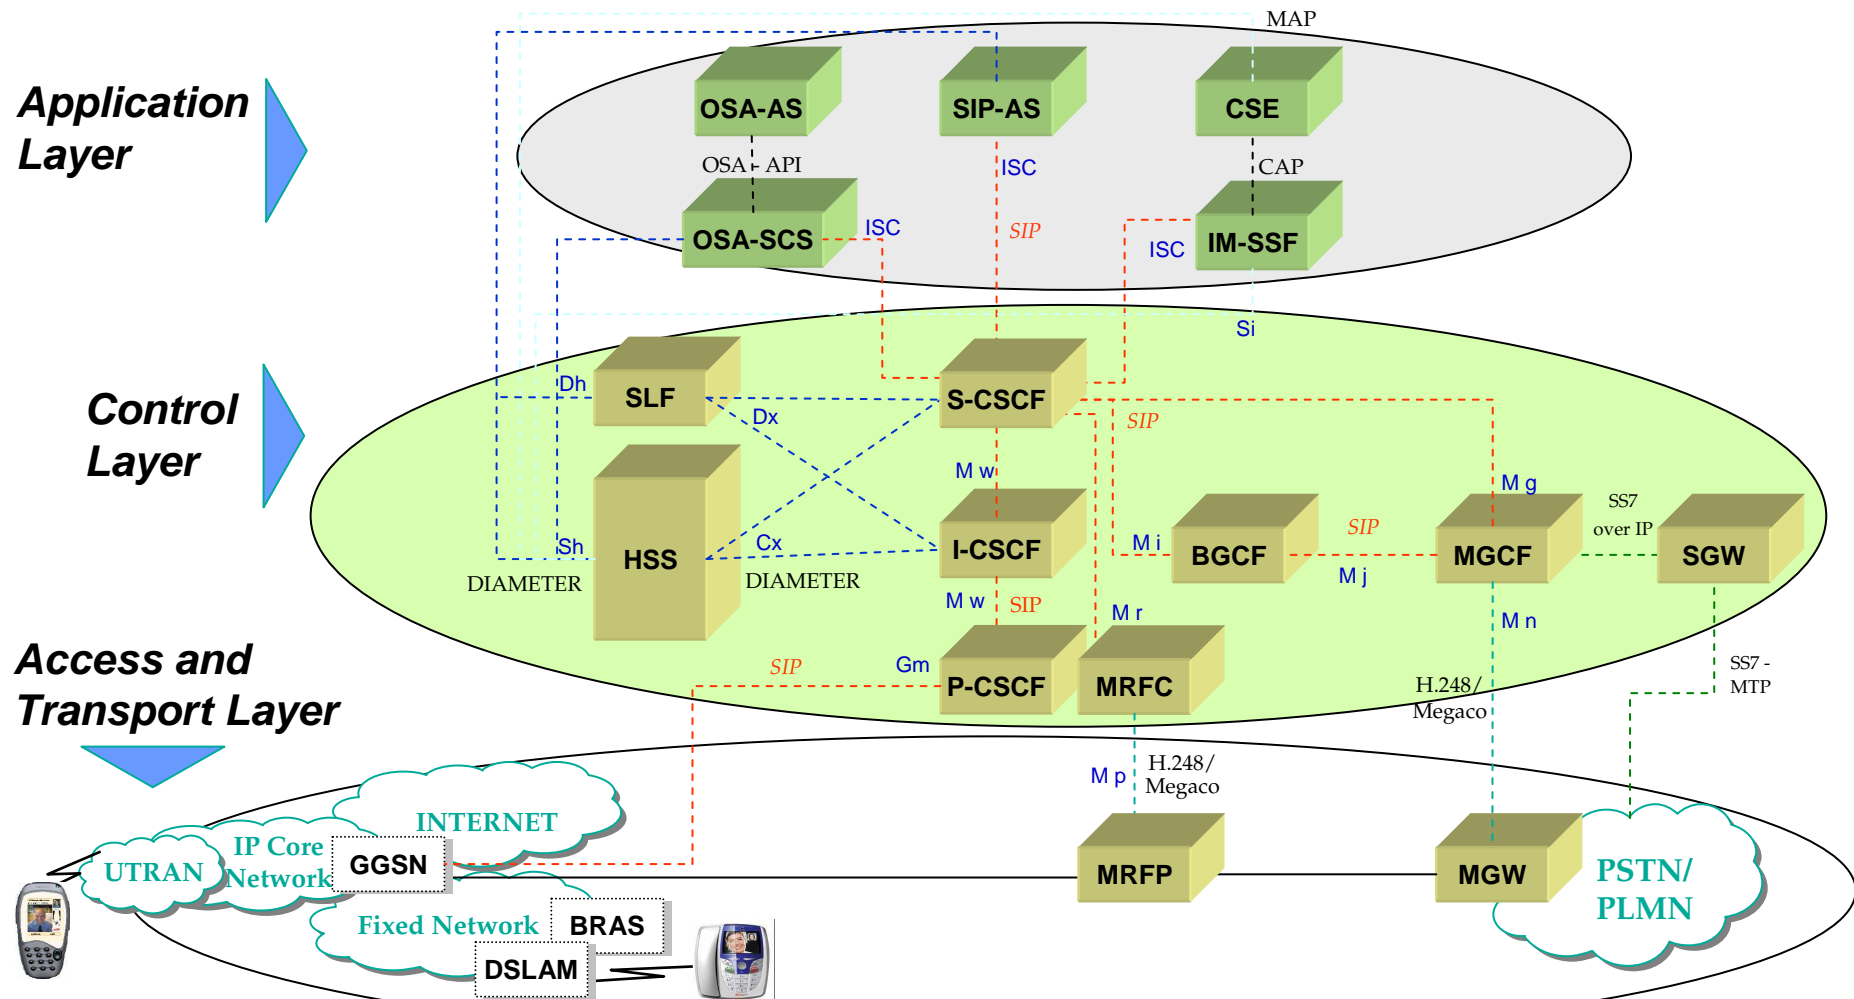 MAP
Application
Layer
OSA-AS
SIP-AS
CSE
OSA - API
ISC
CAP
SIP
OSA-SCS
ISC
ISC
IM-SSF
Si
Control
Layer
Dh
SLF
Dx
S-CSCF
SIP
M w
M g
SS7
over IP
Sh
HSS
Cx
I-CSCF
M i
BGCF
SIP
M j
MGCF
SGW
DIAMETER
DIAMETER
M w
SIP
M r
M n
Access and
Transport Layer
SIP
Gm
P-CSCF
MRFC
H.248/
Megaco
SS7 -
MTP
M p
H.248/
Megaco
INTERNET
UTRAN
IP Core
Network
GGSN
MRFP
MGW
PSTN/
PLMN
Fixed Network
BRAS
DSLAM